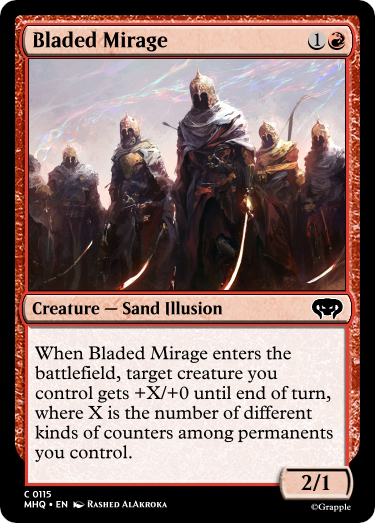 Bladed Mirage 1
Creature — Sand Illusion
When Bladed Mirage enters the
battlefield, target creature you
control gets +X/+0 until end of turn,
where X is the number of different
kinds of counters among permanents
you control.
2/1
C 0115
MHQ • EN Rashed AlAkroka
©Grapple